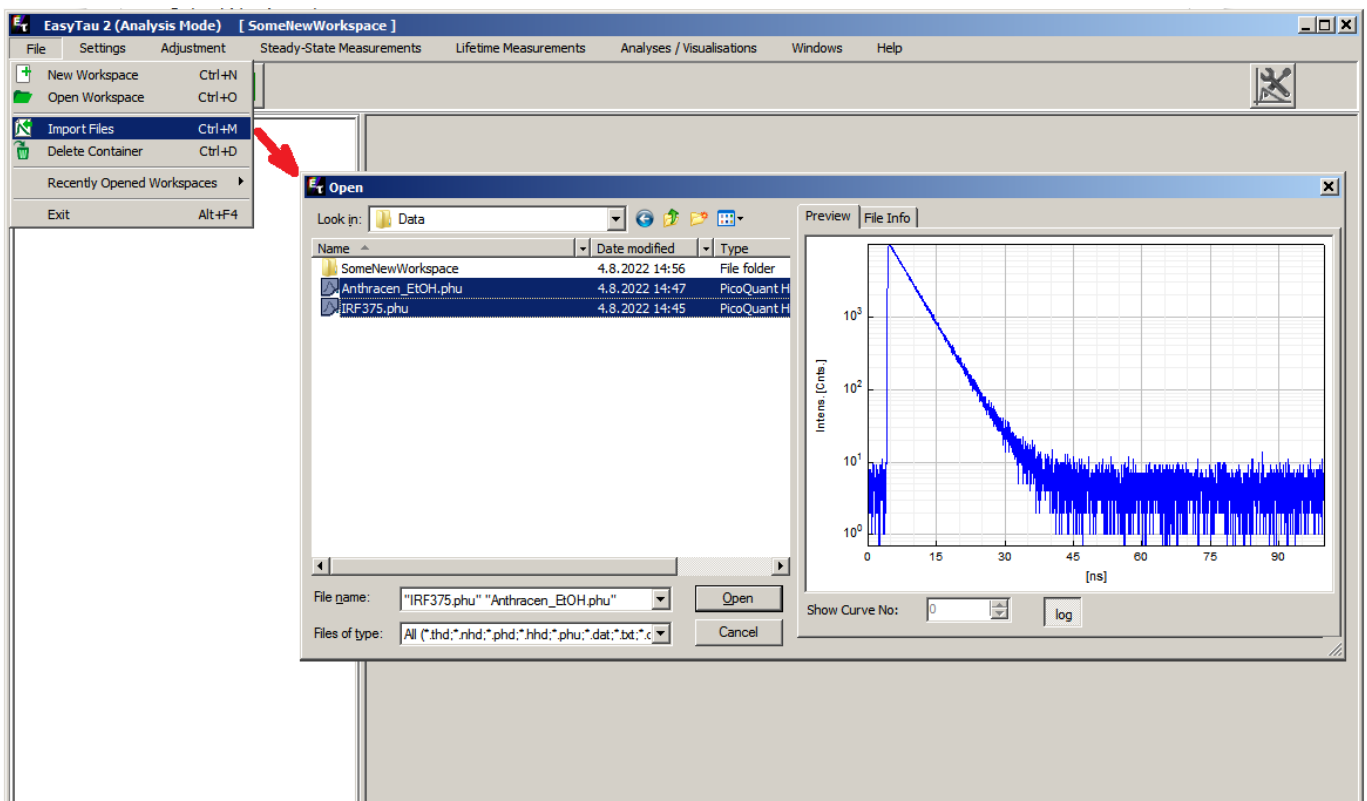 EasyTau 2 (Analysis Mode) [ SomeNewWorkspace ]
File Settings Adjustment Steady-State Measurements Lifetime Measurements Analyses / Visualisations Windows Help
New Workspace Ctrl+N
Open Workspace Ctrl+O
Import Files Ctrl+M
Delete Container Ctrl+D
Recently Opened Workspaces
Exit Alt+F4
Open
Look in: Data
Name Date modified Type
SomeNewWorkspace 4.8.2022 14:56 File folder
Anthracen_EtOH.phu 4.8.2022 14:47 PicoQuant H
IRF375.phu 4.8.2022 14:45 PicoQuant H
File name: "IRF375.phu" "Anthracen_EtOH.phu" Open
Files of type: All (*.thd;*.nhd;*.phd;*.hhd;*.phu;*.dat;*.txt;*.c Cancel
Preview File Info
Intens. [Cnts.]
10³
10²
10¹
10⁰
0 15 30 45 60 75 90
[ns]
Show Curve No: 0 log